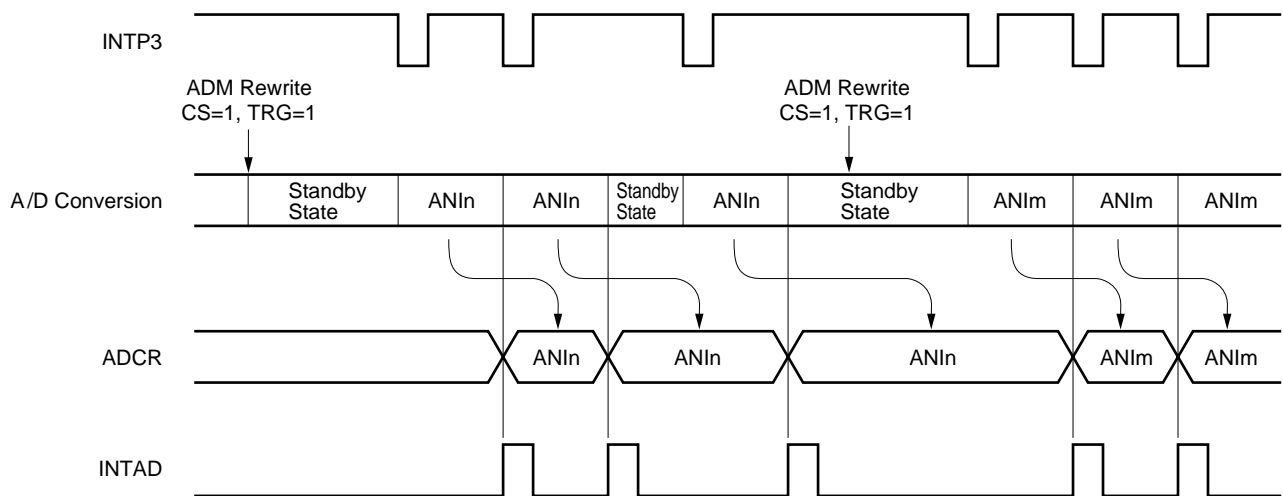 INTP3
ADM Rewrite
CS=1, TRG=1
ADM Rewrite
CS=1, TRG=1
A/D Conversion
Standby
State
ANIn
ANIn
Standby
State
ANIn
Standby
State
ANIm
ANIm
ANIm
ADCR
ANIn
ANIn
ANIn
ANIm
ANIm
INTAD